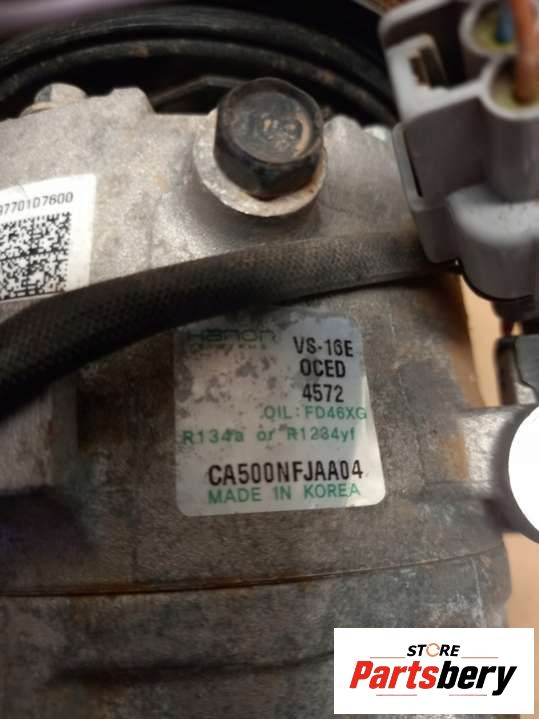 97701D7600
HANON
VS-16E
OCED
4572
OIL:FD46XG
R134a or R1234yf
CA500NFJAA04
MADE IN KOREA
STORE
Partsbery